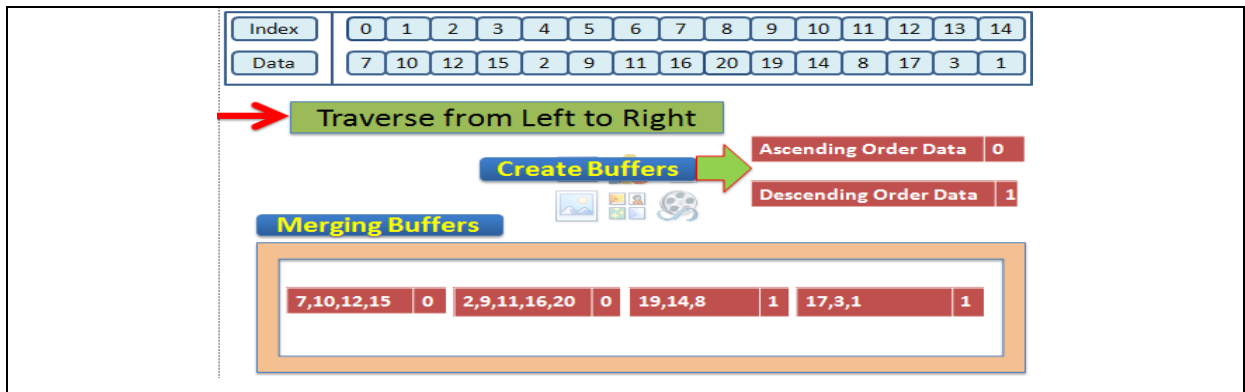 Index 0 1 2 3 4 5 6 7 8 9 10 11 12 13 14
Data 7 10 12 15 2 9 11 16 20 19 14 8 17 3 1
Traverse from Left to Right
Ascending Order Data 0
Create Buffers
Descending Order Data 1
Merging Buffers
7,10,12,15 0 2,9,11,16,20 0 19,14,8 1 17,3,1 1